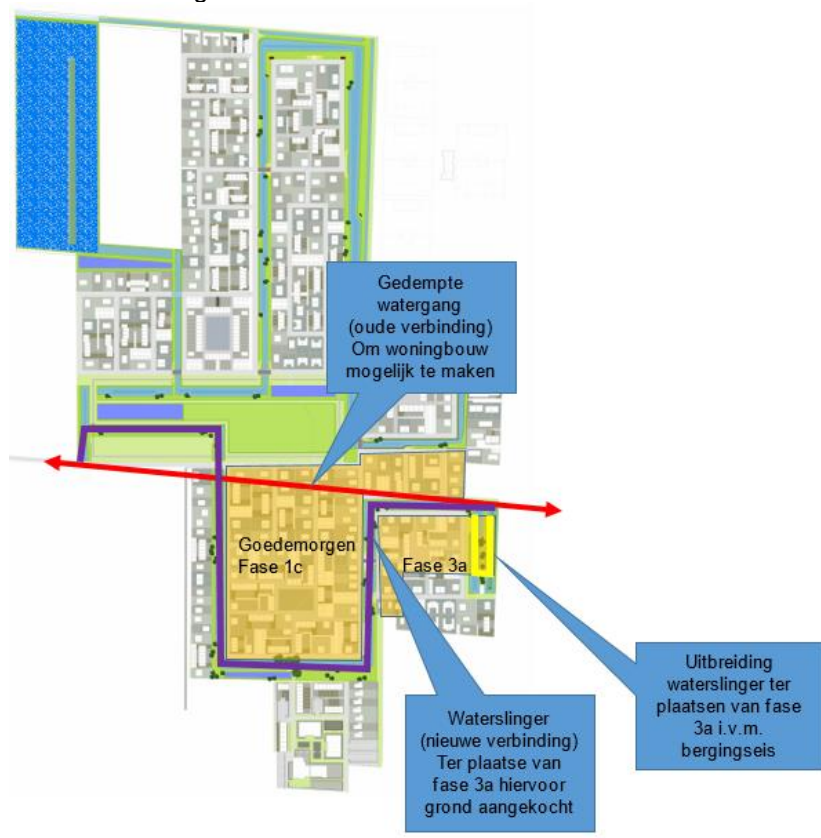 Gedempte
watergang
(oude verbinding)
Om woningbouw
mogelijk te maken
Goedemorgen
Fase 1c
Fase 3a
Waterslinger
(nieuwe verbinding)
Ter plaatse van
fase 3a hiervoor
grond aangekocht
Uitbreiding
waterslinger ter
plaatsen van fase
3a i.v.m.
bergingseis